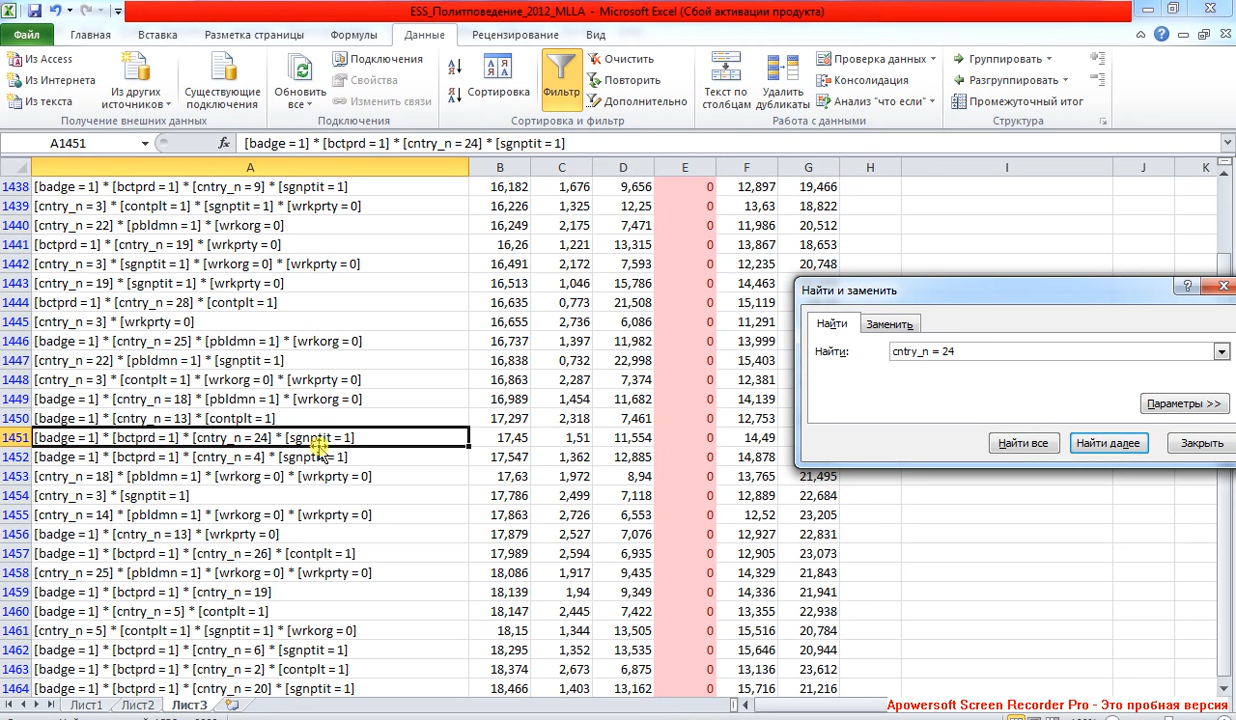 ESS_Политповедение_2012_MLLA - Microsoft Excel (Сбой активации продукта)
Файл Главная Вставка Разметка страницы Формулы Данные Рецензирование Вид
Из Access
Из Интернета
Из текста
Из других источников
Существующие подключения
Получение внешних данных
Обновить все
Подключения
Свойства
Изменить связи
Подключения
Сортировка
Фильтр
Очистить
Повторить
Дополнительно
Сортировка и фильтр
Текст по столбцам
Удалить дубликаты
Проверка данных
Консолидация
Анализ "что если"
Работа с данными
Группировать
Разгруппировать
Промежуточный итог
Структура
A1451 fx [badge = 1] * [bctprd = 1] * [cntry_n = 24] * [sgnptit = 1]
A B C D E F G H I J K
1438 [badge = 1] * [bctprd = 1] * [cntry_n = 9] * [sgnptit = 1] 16,182 1,676 9,656 0 12,897 19,466
1439 [cntry_n = 3] * [contplt = 1] * [sgnptit = 1] * [wrkprty = 0] 16,226 1,325 12,25 0 13,63 18,822
1440 [cntry_n = 22] * [pbldmn = 1] * [wrkorg = 0] 16,249 2,175 7,471 0 11,986 20,512
1441 [bctprd = 1] * [cntry_n = 19] * [wrkprty = 0] 16,26 1,221 13,315 0 13,867 18,653
1442 [cntry_n = 3] * [sgnptit = 1] * [wrkorg = 0] * [wrkprty = 0] 16,491 2,172 7,593 0 12,235 20,748
1443 [cntry_n = 19] * [sgnptit = 1] * [wrkprty = 0] 16,513 1,046 15,786 0 14,463
1444 [bctprd = 1] * [cntry_n = 28] * [contplt = 1] 16,635 0,773 21,508 0 15,119
1445 [cntry_n = 3] * [wrkprty = 0] 16,655 2,736 6,086 0 11,291
1446 [badge = 1] * [cntry_n = 25] * [pbldmn = 1] * [wrkorg = 0] 16,737 1,397 11,982 0 13,999
1447 [cntry_n = 22] * [pbldmn = 1] * [sgnptit = 1] 16,838 0,732 22,998 0 15,403
1448 [cntry_n = 3] * [contplt = 1] * [wrkorg = 0] * [wrkprty = 0] 16,863 2,287 7,374 0 12,381
1449 [badge = 1] * [cntry_n = 18] * [pbldmn = 1] * [wrkorg = 0] 16,989 1,454 11,682 0 14,139
1450 [badge = 1] * [cntry_n = 13] * [contplt = 1] 17,297 2,318 7,461 0 12,753
1451 [badge = 1] * [bctprd = 1] * [cntry_n = 24] * [sgnptit = 1] 17,45 1,51 11,554 0 14,49
1452 [badge = 1] * [bctprd = 1] * [cntry_n = 4] * [sgnptit = 1] 17,547 1,362 12,885 0 14,878
1453 [cntry_n = 18] * [pbldmn = 1] * [wrkorg = 0] * [wrkprty = 0] 17,63 1,972 8,94 0 13,765 21,495
1454 [cntry_n = 3] * [sgnptit = 1] 17,786 2,499 7,118 0 12,889 22,684
1455 [cntry_n = 14] * [pbldmn = 1] * [wrkorg = 0] * [wrkprty = 0] 17,863 2,726 6,553 0 12,52 23,205
1456 [badge = 1] * [cntry_n = 13] * [wrkprty = 0] 17,879 2,527 7,076 0 12,927 22,831
1457 [badge = 1] * [bctprd = 1] * [cntry_n = 26] * [contplt = 1] 17,989 2,594 6,935 0 12,905 23,073
1458 [cntry_n = 25] * [pbldmn = 1] * [wrkorg = 0] * [wrkprty = 0] 18,086 1,917 9,435 0 14,329 21,843
1459 [badge = 1] * [bctprd = 1] * [cntry_n = 19] 18,139 1,94 9,349 0 14,336 21,941
1460 [badge = 1] * [cntry_n = 5] * [contplt = 1] 18,147 2,445 7,422 0 13,355 22,938
1461 [cntry_n = 5] * [contplt = 1] * [sgnptit = 1] * [wrkorg = 0] 18,15 1,344 13,505 0 15,516 20,784
1462 [badge = 1] * [bctprd = 1] * [cntry_n = 6] * [sgnptit = 1] 18,295 1,352 13,535 0 15,646 20,944
1463 [badge = 1] * [bctprd = 1] * [cntry_n = 2] * [contplt = 1] 18,374 2,673 6,875 0 13,136 23,612
1464 [badge = 1] * [bctprd = 1] * [cntry_n = 20] * [sgnptit = 1] 18,466 1,403 13,162 0 15,716 21,216
Найти и заменить
Найти Заменить
Найти: cntry_n = 24
Параметры >>
Найти все Найти далее Закрыть
Лист1 Лист2 Лист3
Apowersoft Screen Recorder Pro - Это пробная версия